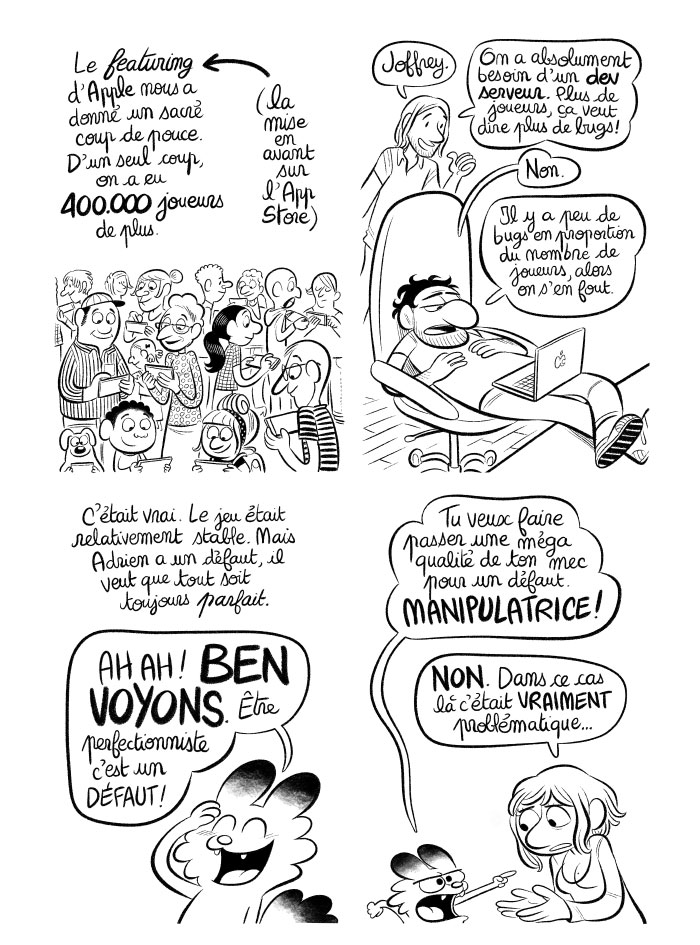 Le featuring
d'Apple nous a
donné un sacré
coup de pouce.
D'un seul coup,
on a eu
400.000 joueurs
de plus.
(la
mise
en
avant
sur
l'App
Store)
Joffrey.
On a absolument
besoin d'un dev
serveur. Plus de
joueurs, ça veut
dire plus de bugs!
Non.
Il y a peu de
bugs en proportion
du nombre de
joueurs, alors
on s'en fout.
C'était vrai. Le jeu était
relativement stable. Mais
Adrien a un défaut, il
veut que tout soit
toujours parfait.
AH AH! BEN
VOYONS. Être
perfectionniste
c'est un
DÉFAUT!
Tu veux faire
passer une méga
qualité de ton mec
pour un défaut.
MANIPULATRICE!
NON. Dans ce cas
là c'était VRAIMENT
problématique...